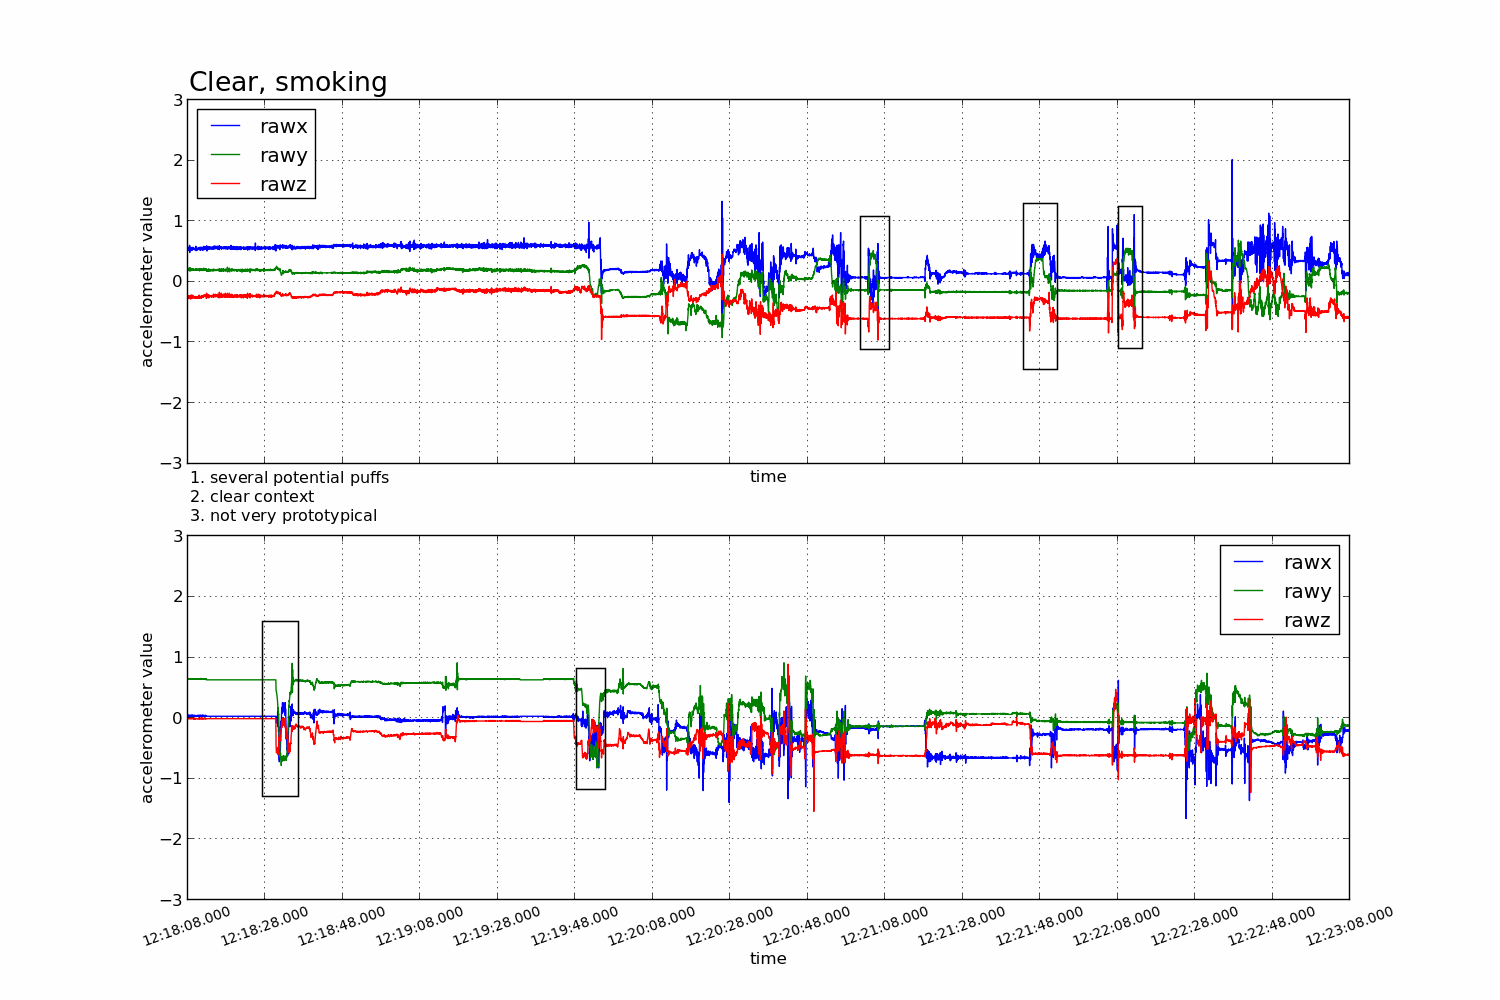 Clear, smoking
3
2
1
0
−1
−2
−3
accelerometer value
rawx
rawy
rawz
time
1. several potential puffs
2. clear context
3. not very prototypical
3
2
1
0
−1
−2
−3
accelerometer value
rawx
rawy
rawz
12:18:08.000
12:18:28.000
12:18:48.000
12:19:08.000
12:19:28.000
12:19:48.000
12:20:08.000
12:20:28.000
12:20:48.000
12:21:08.000
12:21:28.000
12:21:48.000
12:22:08.000
12:22:28.000
12:22:48.000
12:23:08.000
time